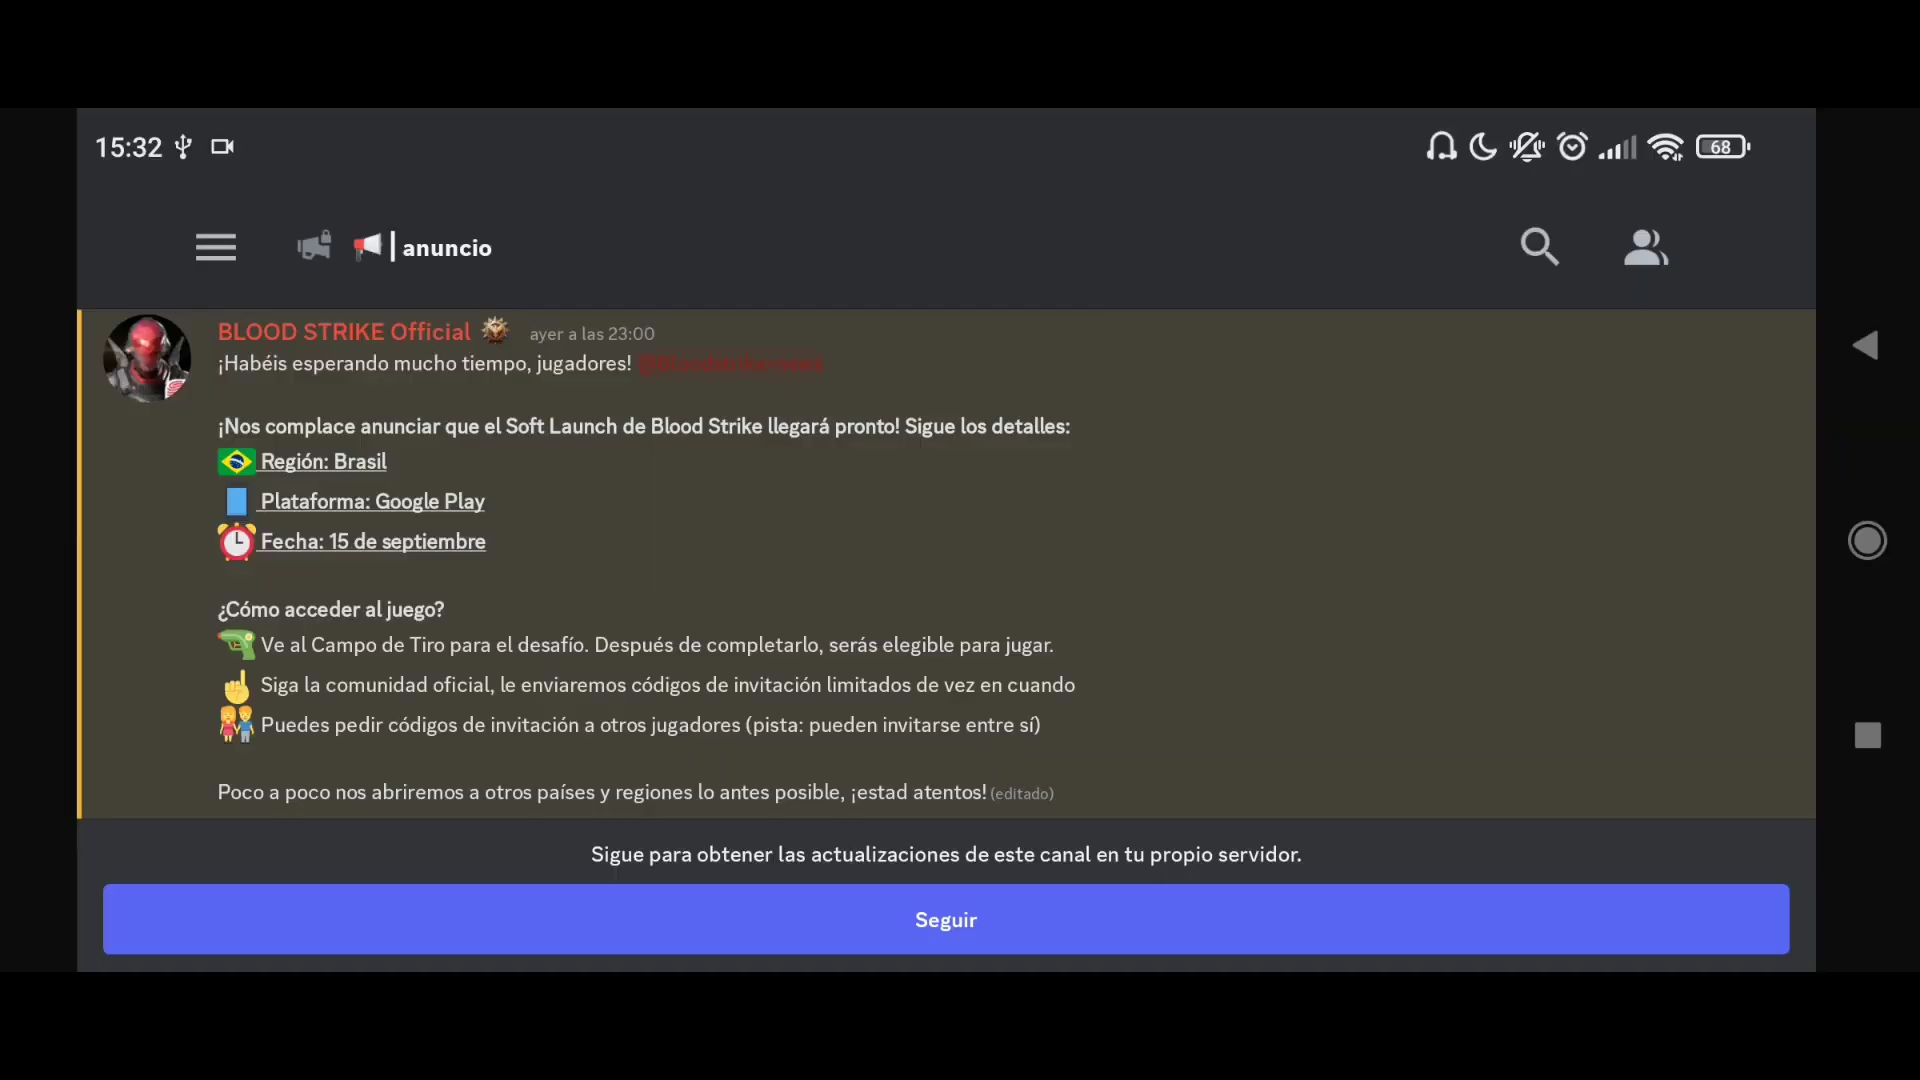 15:32
68
anuncio
BLOOD STRIKE Official ayer a las 23:00
¡Habéis esperando mucho tiempo, jugadores!
¡Nos complace anunciar que el Soft Launch de Blood Strike llegará pronto! Sigue los detalles:
Región: Brasil
Plataforma: Google Play
Fecha: 15 de septiembre
¿Cómo acceder al juego?
Ve al Campo de Tiro para el desafío. Después de completarlo, serás elegible para jugar.
Siga la comunidad oficial, le enviaremos códigos de invitación limitados de vez en cuando
Puedes pedir códigos de invitación a otros jugadores (pista: pueden invitarse entre sí)
Poco a poco nos abriremos a otros países y regiones lo antes posible, ¡estad atentos! (editado)
Sigue para obtener las actualizaciones de este canal en tu propio servidor.
Seguir